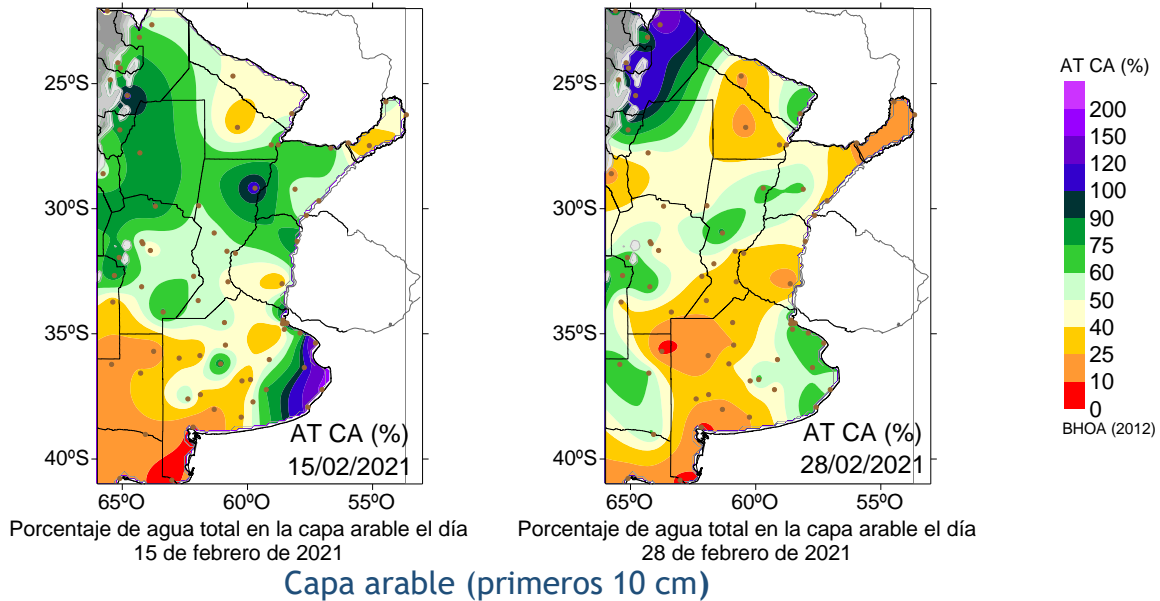 25ºS
30ºS
35ºS
40ºS
65ºO
60ºO
55ºO
AT CA (%)
15/02/2021
Porcentaje de agua total en la capa arable el día
15 de febrero de 2021
25ºS
30ºS
35ºS
40ºS
65ºO
60ºO
55ºO
AT CA (%)
28/02/2021
Porcentaje de agua total en la capa arable el día
28 de febrero de 2021
AT CA (%)
200
150
120
100
90
75
60
50
40
25
10
0
BHOA (2012)
Capa arable (primeros 10 cm)